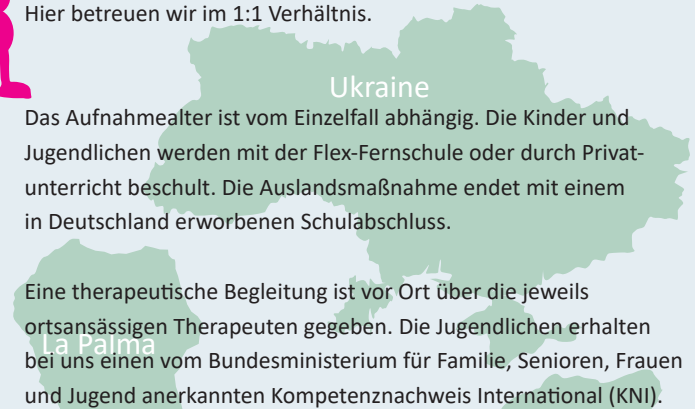 Hier betreuen wir im 1:1 Verhältnis.
Ukraine
Das Aufnahmealter ist vom Einzelfall abhängig. Die Kinder und
Jugendlichen werden mit der Flex-Fernschule oder durch Privat-
unterricht beschult. Die Auslandsmaßnahme endet mit einem
in Deutschland erworbenen Schulabschluss.
Eine therapeutische Begleitung ist vor Ort über die jeweils
ortsansässigen Therapeuten gegeben. Die Jugendlichen erhalten
La Palma
bei uns einen vom Bundesministerium für Familie, Senioren, Frauen
und Jugend anerkannten Kompetenznachweis International (KNI).